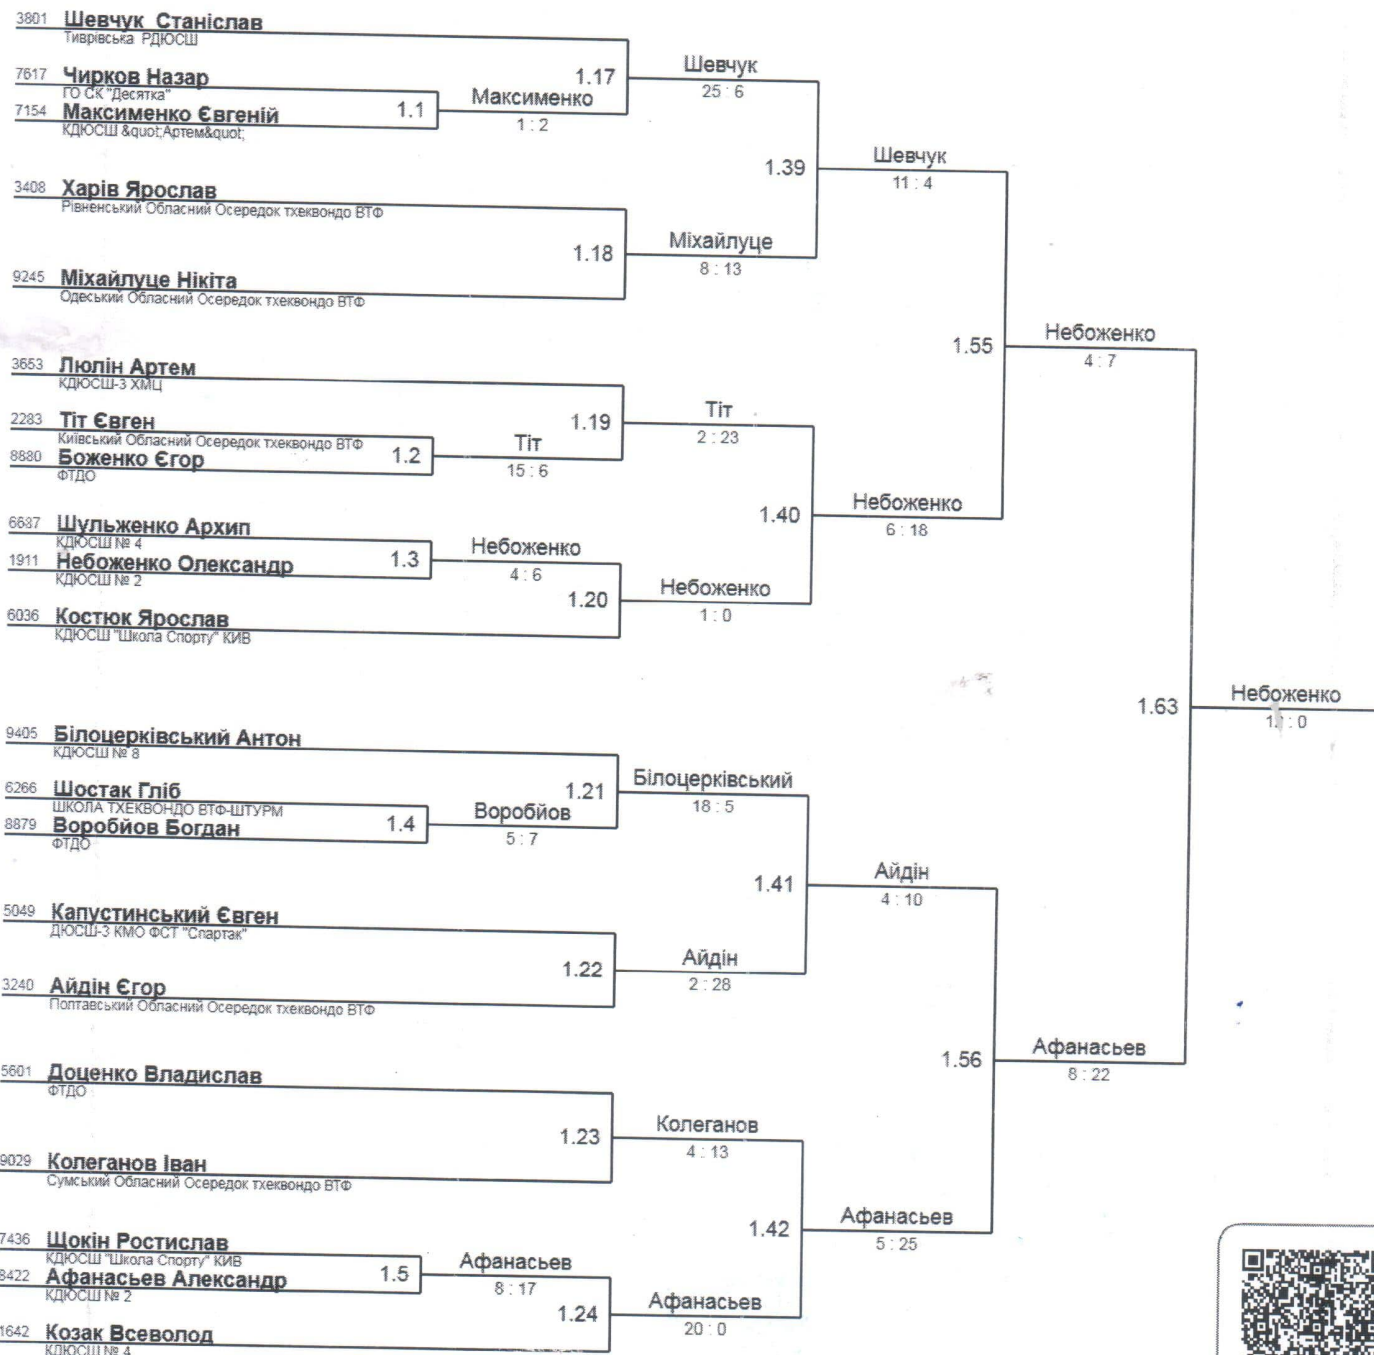 3801 Шевчук Станіслав
Тиврівська РДЮСШ
7617 Чирков Назар
ГО СК "Десятка"
7154 Максименко Євгеній
КДЮСШ &quot;Артем&quot;
1.1
Максименко
1 : 2
1.17
Шевчук
25 : 6
3408 Харів Ярослав
Рівненський Обласний Осередок тхеквондо ВТФ
9245 Міхайлуце Нікіта
Одеський Обласний Осередок тхеквондо ВТФ
1.18
Міхайлуце
8 : 13
1.39
Шевчук
11 : 4
3653 Люлін Артем
КДЮСШ-3 ХМЦ
2283 Тіт Євген
Київський Обласний Осередок тхеквондо ВТФ
8880 Боженко Єгор
ФТДО
1.2
Тіт
15 : 6
1.19
Тіт
2 : 23
6687 Шульженко Архип
КДЮСШ № 4
1911 Небоженко Олександр
КДЮСШ № 2
1.3
Небоженко
4 : 6
6036 Костюк Ярослав
КДЮСШ "Школа Спорту" КИВ
1.20
Небоженко
1 : 0
1.40
Небоженко
6 : 18
1.55
Небоженко
4 : 7
9405 Білоцерківський Антон
КДЮСШ № 8
6266 Шостак Гліб
ШКОЛА ТХЕКВОНДО ВТФ-ШТУРМ
8879 Воробйов Богдан
ФТДО
1.4
Воробйов
5 : 7
1.21
Білоцерківський
18 : 5
5049 Капустинський Євген
ДЮСШ-3 КМО ФСТ "Спартак"
3240 Айдін Єгор
Полтавський Обласний Осередок тхеквондо ВТФ
1.22
Айдін
2 : 28
1.41
Айдін
4 : 10
5601 Доценко Владислав
ФТДО
9029 Колеганов Іван
Сумський Обласний Осередок тхеквондо ВТФ
1.23
Колеганов
4 : 13
7436 Щокін Ростислав
КДЮСШ "Школа Спорту" КИВ
8422 Афанасьев Александр
КДЮСШ № 2
1.5
Афанасьев
8 : 17
1642 Козак Всеволод
КДЮСШ № 4
1.24
Афанасьев
20 : 0
1.42
Афанасьев
5 : 25
1.56
Афанасьев
8 : 22
1.63
Небоженко
: 0